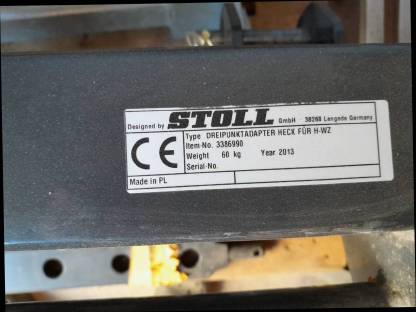 Designed by STOLL GmbH 38268 Lengede Germany
CE
Type DREIPUNKTADAPTER HECK FÜR H-WZ
Item-No. 3386990
Weight 60 kg Year 2013
Serial-No.
Made in PL